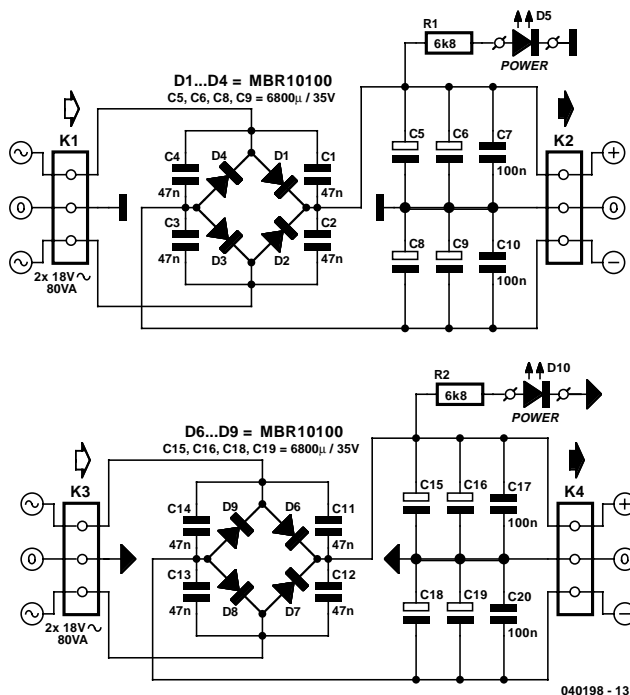 R1
D5
6k8
POWER
D1...D4 = MBR10100
C5, C6, C8, C9 = 6800µ / 35V
K1
K2
C4
D4
D1
C1
C5
C6
C7
47n
47n
100n
+
0
0
C3
C2
C8
C9
C10
47n
D3
D2
47n
100n
−
2x 18V ~
80VA
R2
D10
6k8
POWER
D6...D9 = MBR10100
C15, C16, C18, C19 = 6800µ / 35V
K3
K4
C14
D9
D6
C11
C15
C16
C17
47n
47n
100n
+
0
0
C13
C12
C18
C19
C20
47n
D8
D7
47n
100n
−
2x 18V ~
80VA
040198 - 13